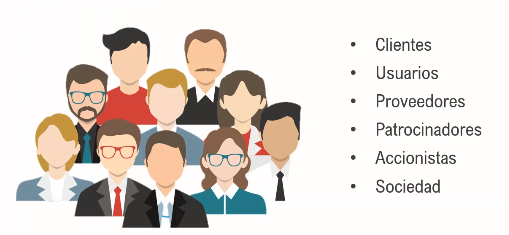 • Clientes
• Usuarios
• Proveedores
• Patrocinadores
• Accionistas
• Sociedad